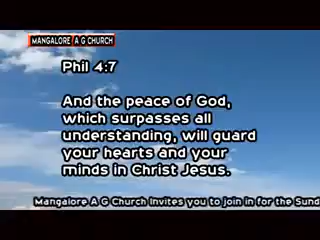 MANGALORE A G CHURCH
Phil 4:7
And the peace of God,
which surpasses all
understanding, will guard
your hearts and your
minds in Christ Jesus.
Mangalore A G Church Invites you to join in for the Sund